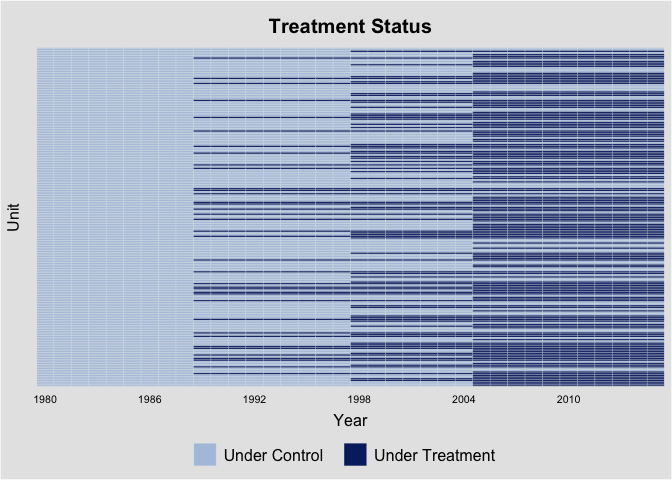 Treatment Status
Unit
1980 1986 1992 1998 2004 2010
Year
Under Control Under Treatment